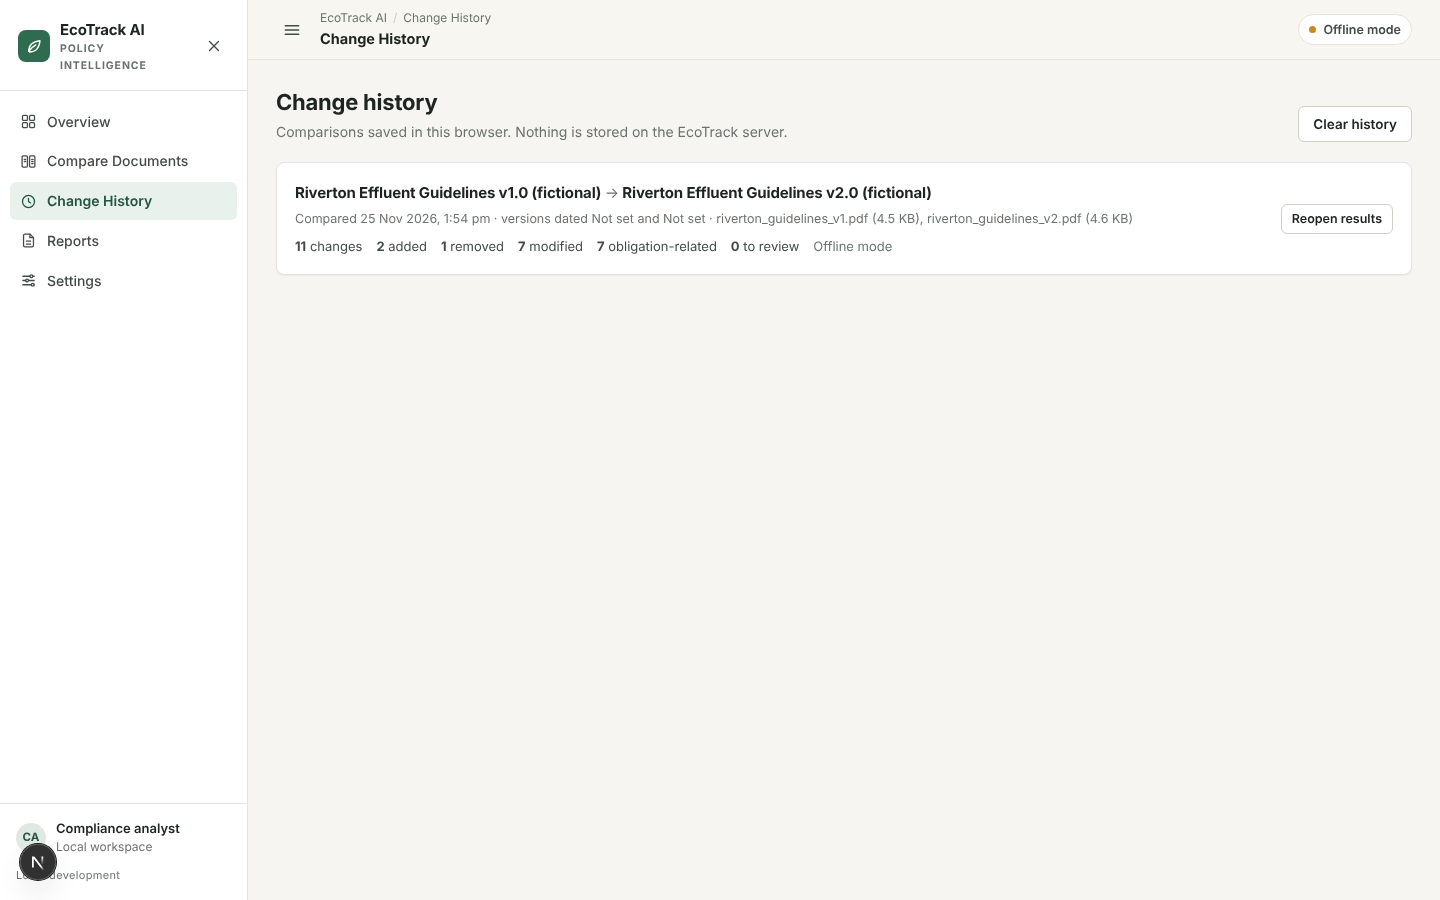 EcoTrack AI
POLICY
INTELLIGENCE
Overview
Compare Documents
Change History
Reports
Settings
CA
Compliance analyst
Local workspace
N
development
EcoTrack AI / Change History
Change History
Offline mode
Change history
Comparisons saved in this browser. Nothing is stored on the EcoTrack server.
Clear history
Riverton Effluent Guidelines v1.0 (fictional) → Riverton Effluent Guidelines v2.0 (fictional)
Compared 25 Nov 2026, 1:54 pm · versions dated Not set and Not set · riverton_guidelines_v1.pdf (4.5 KB), riverton_guidelines_v2.pdf (4.6 KB)
11 changes 2 added 1 removed 7 modified 7 obligation-related 0 to review Offline mode
Reopen results